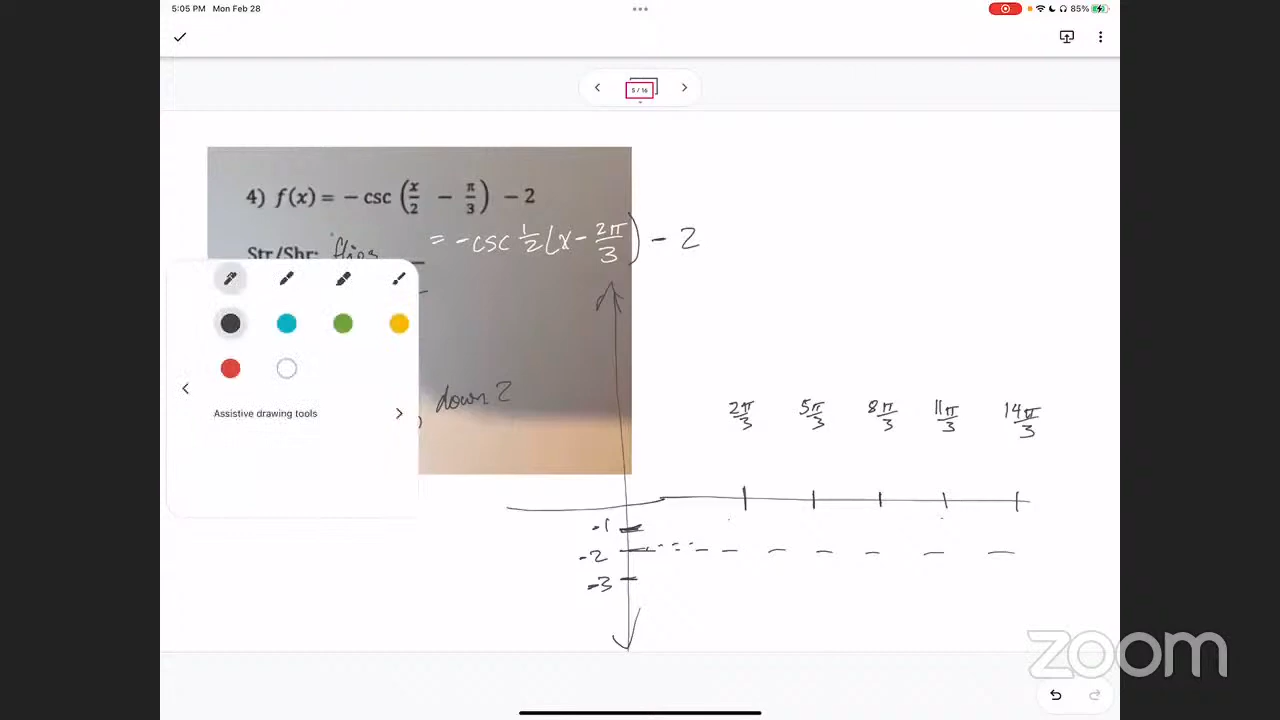 5:05 PM Mon Feb 28
85%
5 / 16
4) f(x) = − csc (x/2 − π/3) − 2
Str/Shr: flips
= -csc 1/2 (x - 2π/3) - 2
down 2
Assistive drawing tools
2π/3 5π/3 8π/3 11π/3 14π/3
-1
-2
-3
zoom